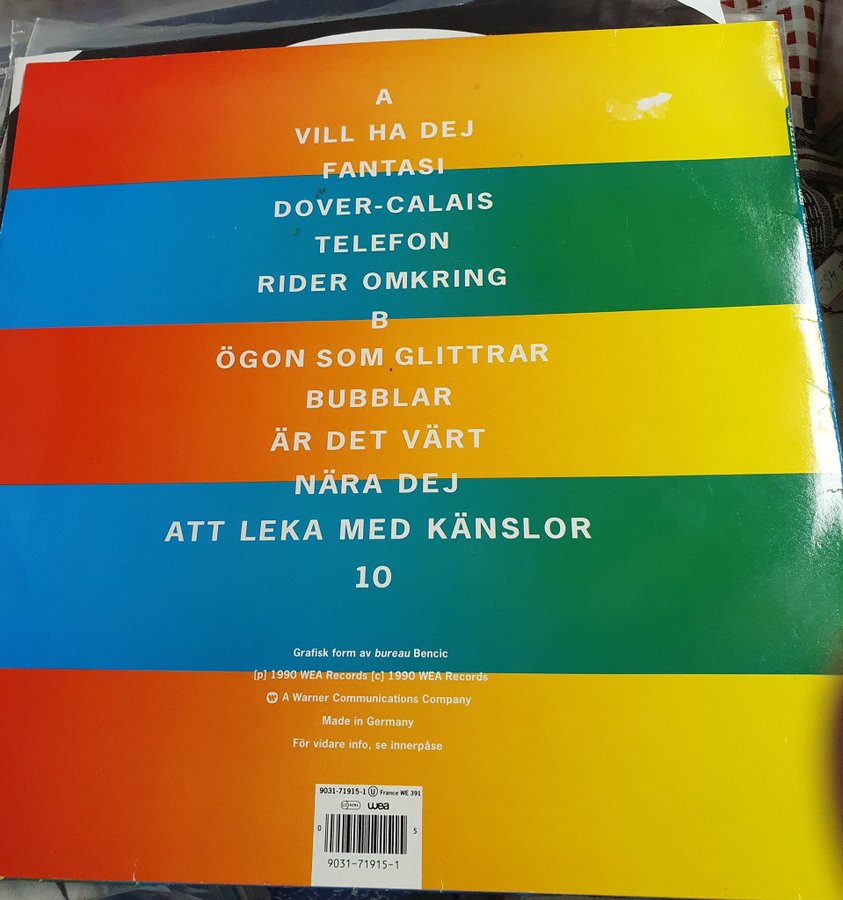 A
VILL HA DEJ
FANTASI
DOVER-CALAIS
TELEFON
RIDER OMKRING
B
ÖGON SOM GLITTRAR
BUBBLAR
ÄR DET VÄRT
NÄRA DEJ
ATT LEKA MED KÄNSLOR
10
Grafisk form av bureau Bencic
[p] 1990 WEA Records [c] 1990 WEA Records
A Warner Communications Company
Made in Germany
För vidare info, se innerpåse
9031-71915-1 U France WE 391
wea
0 5
9031-71915-1